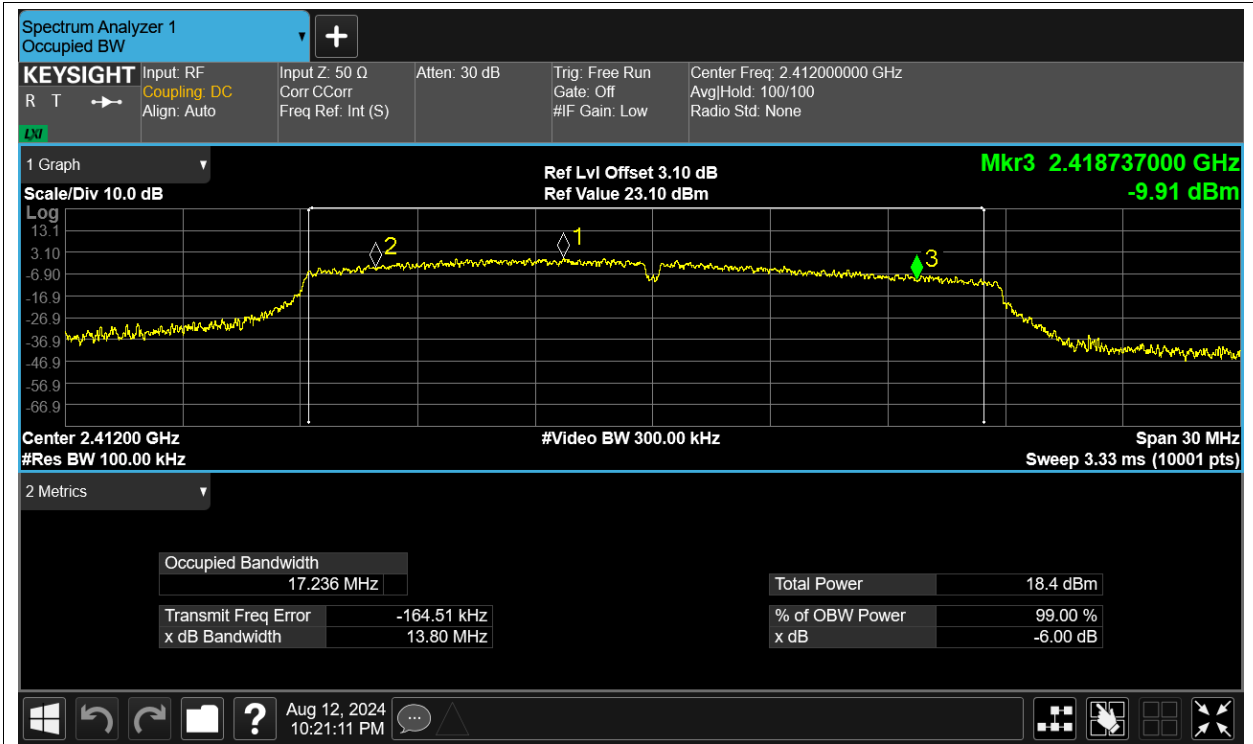 Spectrum Analyzer 1
Occupied BW
KEYSIGHT
R T
LXI
Input: RF
Coupling: DC
Align: Auto
Input Z: 50 Ω
Corr CCorr
Freq Ref: Int (S)
Atten: 30 dB
Trig: Free Run
Gate: Off
#IF Gain: Low
Center Freq: 2.412000000 GHz
Avg|Hold: 100/100
Radio Std: None
1 Graph
Scale/Div 10.0 dB
Ref Lvl Offset 3.10 dB
Ref Value 23.10 dBm
Mkr3 2.418737000 GHz
-9.91 dBm
Log
13.1
3.10
-6.90
-16.9
-26.9
-36.9
-46.9
-56.9
-66.9
2
1
3
Center 2.41200 GHz
#Video BW 300.00 kHz
Span 30 MHz
#Res BW 100.00 kHz
Sweep 3.33 ms (10001 pts)
2 Metrics
Occupied Bandwidth
17.236 MHz
Transmit Freq Error -164.51 kHz
x dB Bandwidth 13.80 MHz
Total Power 18.4 dBm
% of OBW Power 99.00 %
x dB -6.00 dB
?
Aug 12, 2024
10:21:11 PM